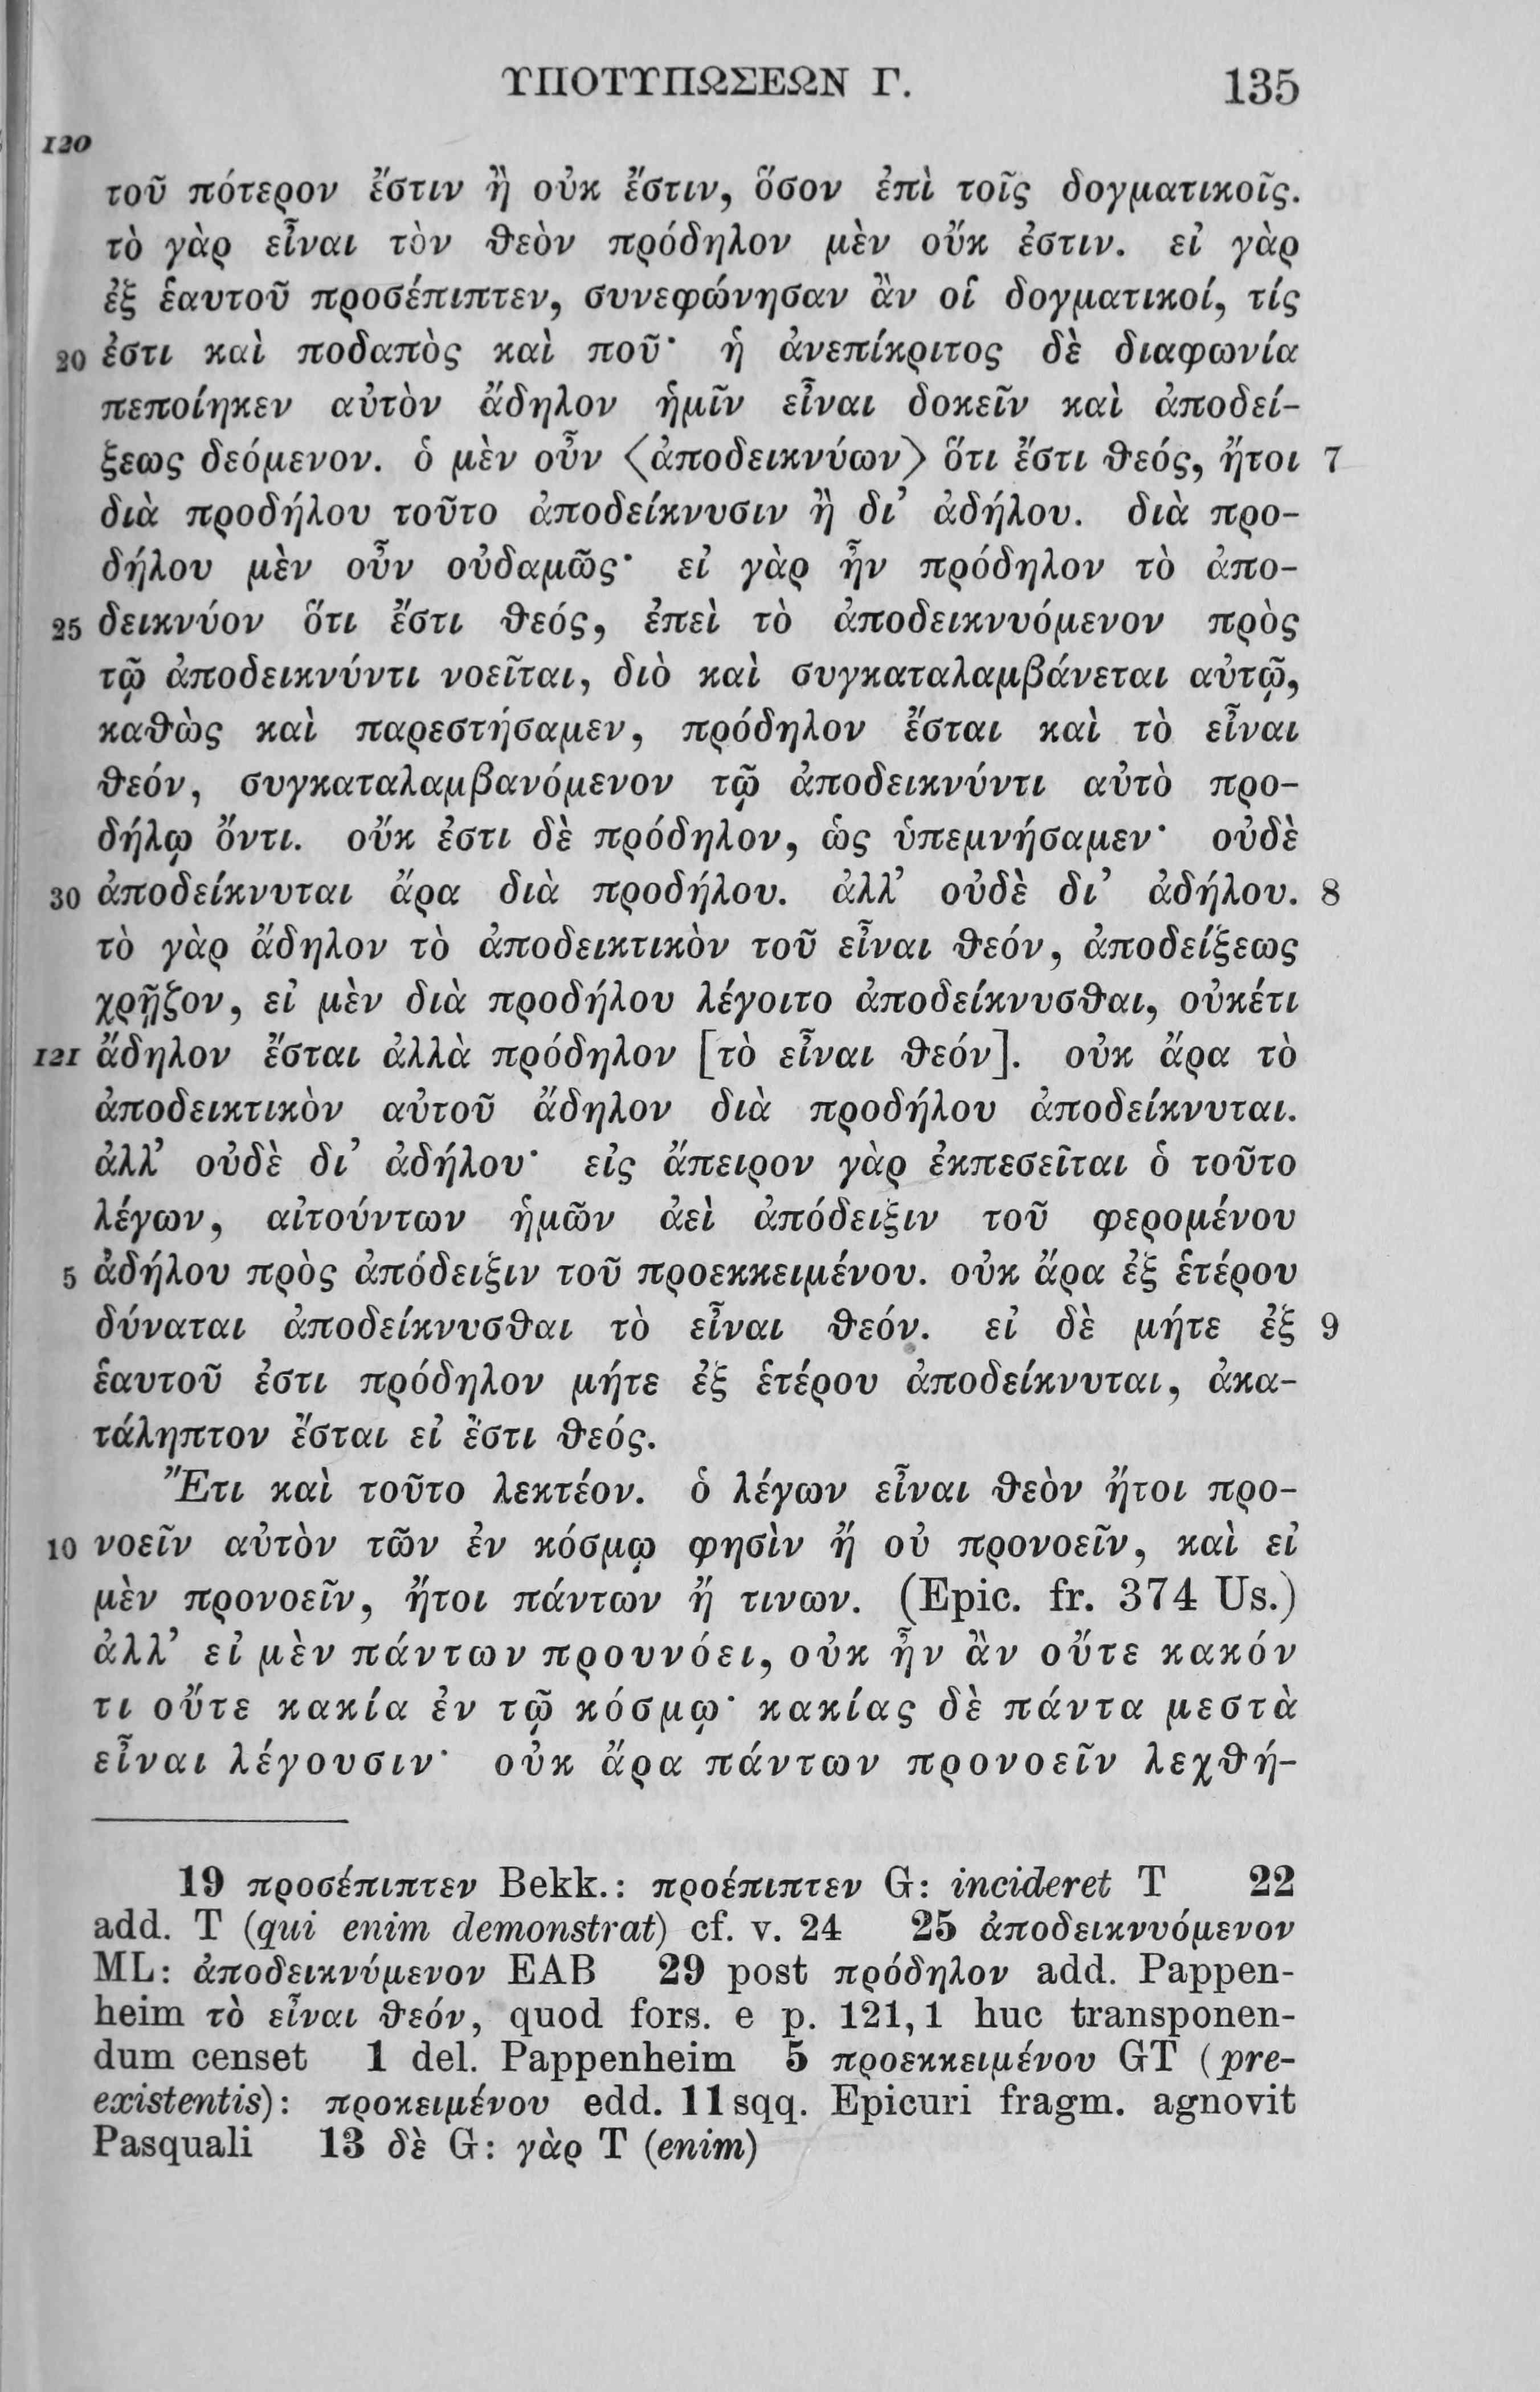 ΥΠΟΤΥΠΩΣΕΩΝ Γ. 135
120
τοῦ πότερον ἔστιν ἢ οὐκ ἔστιν, ὅσον ἐπὶ τοῖς δογματικοῖς.
τὸ γὰρ εἶναι τὸν θεὸν πρόδηλον μὲν οὔκ ἐστιν. εἰ γὰρ
ἐξ ἑαυτοῦ προσέπιπτεν, συνεφώνησαν ἂν οἱ δογματικοί, τίς
20 ἐστι καὶ ποδαπὸς καὶ ποῦ· ἡ ἀνεπίκριτος δὲ διαφωνία
πεποίηκεν αὐτὸν ἄδηλον ἡμῖν εἶναι δοκεῖν καὶ ἀποδεί-
ξεως δεόμενον. ὁ μὲν οὖν ⟨ἀποδεικνύων⟩ ὅτι ἔστι θεός, ἤτοι 7
διὰ προδήλου τοῦτο ἀποδείκνυσιν ἢ δι’ ἀδήλου. διὰ προ-
δήλου μὲν οὖν οὐδαμῶς· εἰ γὰρ ἦν πρόδηλον τὸ ἀπο-
25 δεικνύον ὅτι ἔστι θεός, ἐπεὶ τὸ ἀποδεικνυόμενον πρὸς
τῷ ἀποδεικνύντι νοεῖται, διὸ καὶ συγκαταλαμβάνεται αὐτῷ,
καθὼς καὶ παρεστήσαμεν, πρόδηλον ἔσται καὶ τὸ εἶναι
θεόν, συγκαταλαμβανόμενον τῷ ἀποδεικνύντι αὐτὸ προ-
δήλῳ ὄντι. οὔκ ἐστι δὲ πρόδηλον, ὡς ὑπεμνήσαμεν· οὐδὲ
30 ἀποδείκνυται ἄρα διὰ προδήλου. ἀλλ’ οὐδὲ δι’ ἀδήλου. 8
τὸ γὰρ ἄδηλον τὸ ἀποδεικτικὸν τοῦ εἶναι θεόν, ἀποδείξεως
χρῇζον, εἰ μὲν διὰ προδήλου λέγοιτο ἀποδείκνυσθαι, οὐκέτι
121 ἄδηλον ἔσται ἀλλὰ πρόδηλον [τὸ εἶναι θεόν]. οὐκ ἄρα τὸ
ἀποδεικτικὸν αὐτοῦ ἄδηλον διὰ προδήλου ἀποδείκνυται.
ἀλλ’ οὐδὲ δι’ ἀδήλου· εἰς ἄπειρον γὰρ ἐκπεσεῖται ὁ τοῦτο
λέγων, αἰτούντων ἡμῶν ἀεὶ ἀπόδειξιν τοῦ φερομένου
5 ἀδήλου πρὸς ἀπόδειξιν τοῦ προεκκειμένου. οὐκ ἄρα ἐξ ἑτέρου
δύναται ἀποδείκνυσθαι τὸ εἶναι θεόν. εἰ δὲ μήτε ἐξ 9
ἑαυτοῦ ἐστι πρόδηλον μήτε ἐξ ἑτέρου ἀποδείκνυται, ἀκα-
τάληπτον ἔσται εἰ ἔστι θεός.
Ἔτι καὶ τοῦτο λεκτέον. ὁ λέγων εἶναι θεὸν ἤτοι προ-
10 νοεῖν αὐτὸν τῶν ἐν κόσμῳ φησὶν ἢ οὐ προνοεῖν, καὶ εἰ
μὲν προνοεῖν, ἤτοι πάντων ἤ τινων. (Epic. fr. 374 Us.)
ἀλλ’ εἰ μὲν πάντων προυνόει, οὐκ ἦν ἂν οὔτε κακόν
τι οὔτε κακία ἐν τῷ κόσμῳ· κακίας δὲ πάντα μεστὰ
εἶναι λέγουσιν· οὐκ ἄρα πάντων προνοεῖν λεχθή-
19 προσέπιπτεν Bekk.: προέπιπτεν G: incideret T 22
add. T (qui enim demonstrat) cf. v. 24 25 ἀποδεικνυόμενον
ML: ἀποδεικνύμενον EAB 29 post πρόδηλον add. Pappen-
heim τὸ εἶναι θεόν, quod fors. e p. 121,1 huc transponen-
dum censet 1 del. Pappenheim 5 προεκκειμένου GT (pre-
existentis): προκειμένου edd. 11 sqq. Epicuri fragm. agnovit
Pasquali 13 δὲ G: γὰρ T (enim)